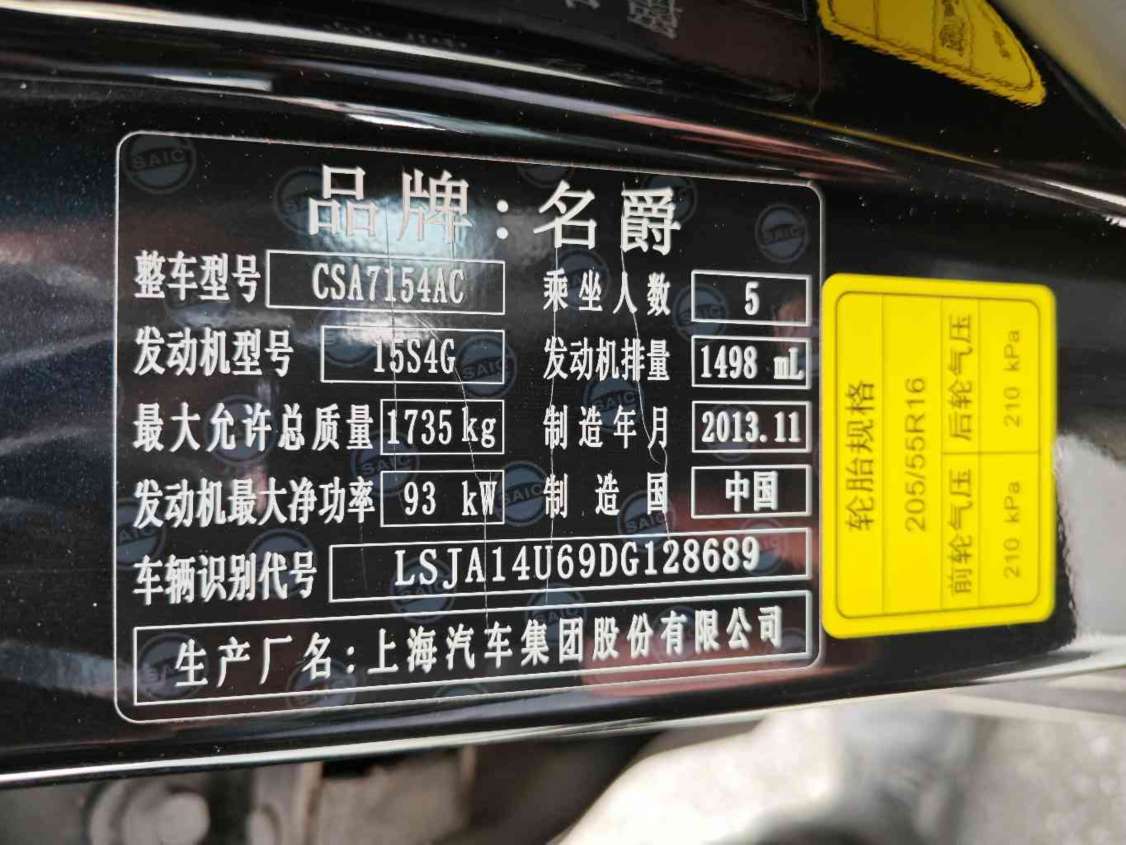 品牌：名爵
整车型号 CSA7154AC 乘坐人数 5
发动机型号 15S4G 发动机排量 1498 mL
最大允许总质量 1735 kg 制造年月 2013.11
发动机最大净功率 93 kW 制造国 中国
车辆识别代号 LSJA14U69DG128689
生产厂名：上海汽车集团股份有限公司
轮胎规格 205/55R16
前轮气压 210 kPa
后轮气压 210 kPa
SAIC